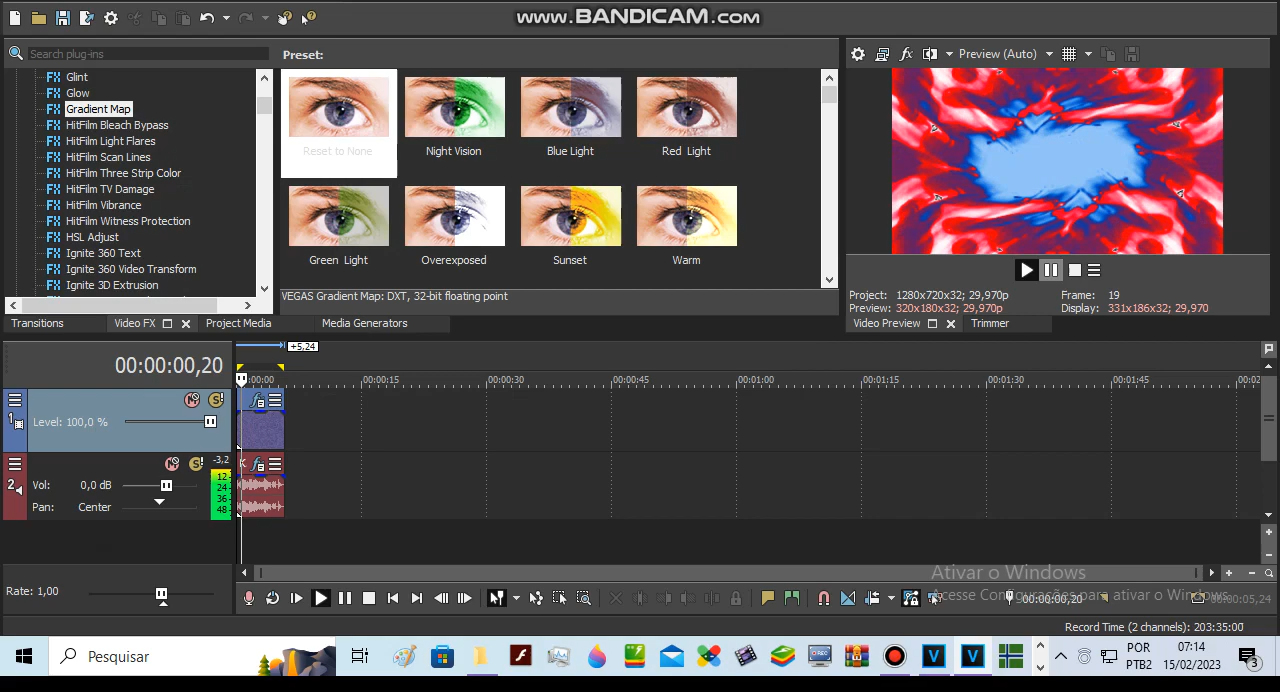 www.BANDICAM.com
Search plug-ins
Preset:
Preview (Auto)
Glint
Glow
Gradient Map
HitFilm Bleach Bypass
HitFilm Light Flares
HitFilm Scan Lines
HitFilm Three Strip Color
HitFilm TV Damage
HitFilm Vibrance
HitFilm Witness Protection
HSL Adjust
Ignite 360 Text
Ignite 360 Video Transform
Ignite 3D Extrusion
Reset to None
Night Vision
Blue Light
Red Light
Green Light
Overexposed
Sunset
Warm
VEGAS Gradient Map: DXT, 32-bit floating point
Project: 1280x720x32; 29,970p
Frame: 19
Preview: 320x180x32; 29,970p
Display: 331x186x32; 29,970
Transitions
Video FX
Project Media
Media Generators
Video Preview
Trimmer
+5,24
00:00:00,20
:00:00
00:00:15
00:00:30
00:00:45
00:01:00
00:01:15
00:01:30
00:01:45
00:02
1
M
S
Level: 100,0 %
2
M
S
-3,2
Vol: 0,0 dB
12
24
36
48
Pan: Center
Rate: 1,00
Ativar o Windows
Acesse Configurações para ativar o Windows.
00:00:00,20
00:00:05,24
Record Time (2 channels): 203:35:00
Pesquisar
REC
V
V
POR
PTB2
07:14
15/02/2023
3